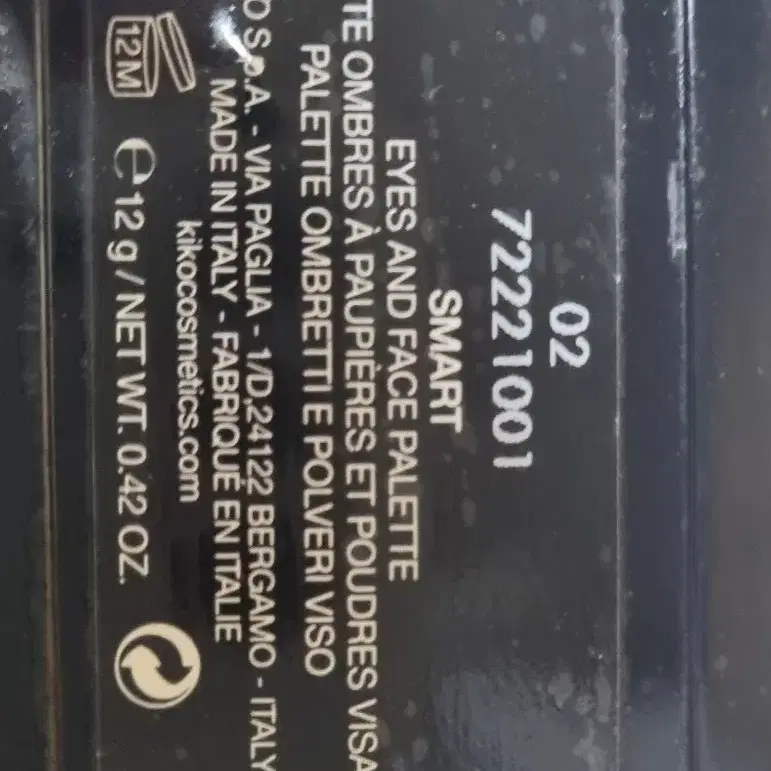 02
72221001
SMART
EYES AND FACE PALETTE
TE OMBRES À PAUPIÈRES ET POUDRES VISA
PALETTE OMBRETTI E POLVERI VISO
O S.p.A. - VIA PAGLIA - 1/D,24122 BERGAMO - ITALY
MADE IN ITALY - FABRIQUÉ EN ITALIE
kikocosmetics.com
12M
e 12 g / NET WT. 0.42 OZ.